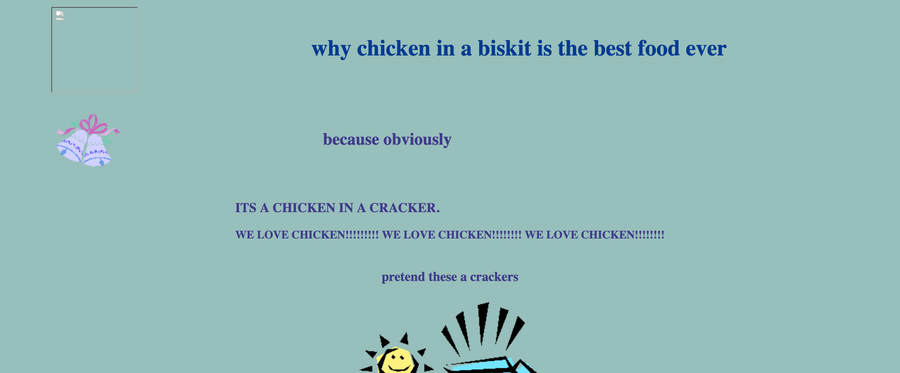 why chicken in a biskit is the best food ever
because obviously
ITS A CHICKEN IN A CRACKER.
WE LOVE CHICKEN!!!!!!!!! WE LOVE CHICKEN!!!!!!!! WE LOVE CHICKEN!!!!!!!!
pretend these a crackers